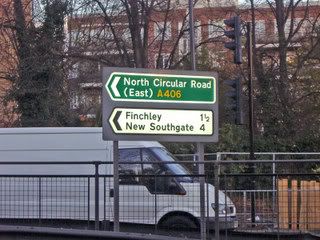 North Circular Road
(East) A406
Finchley 1½
New Southgate 4